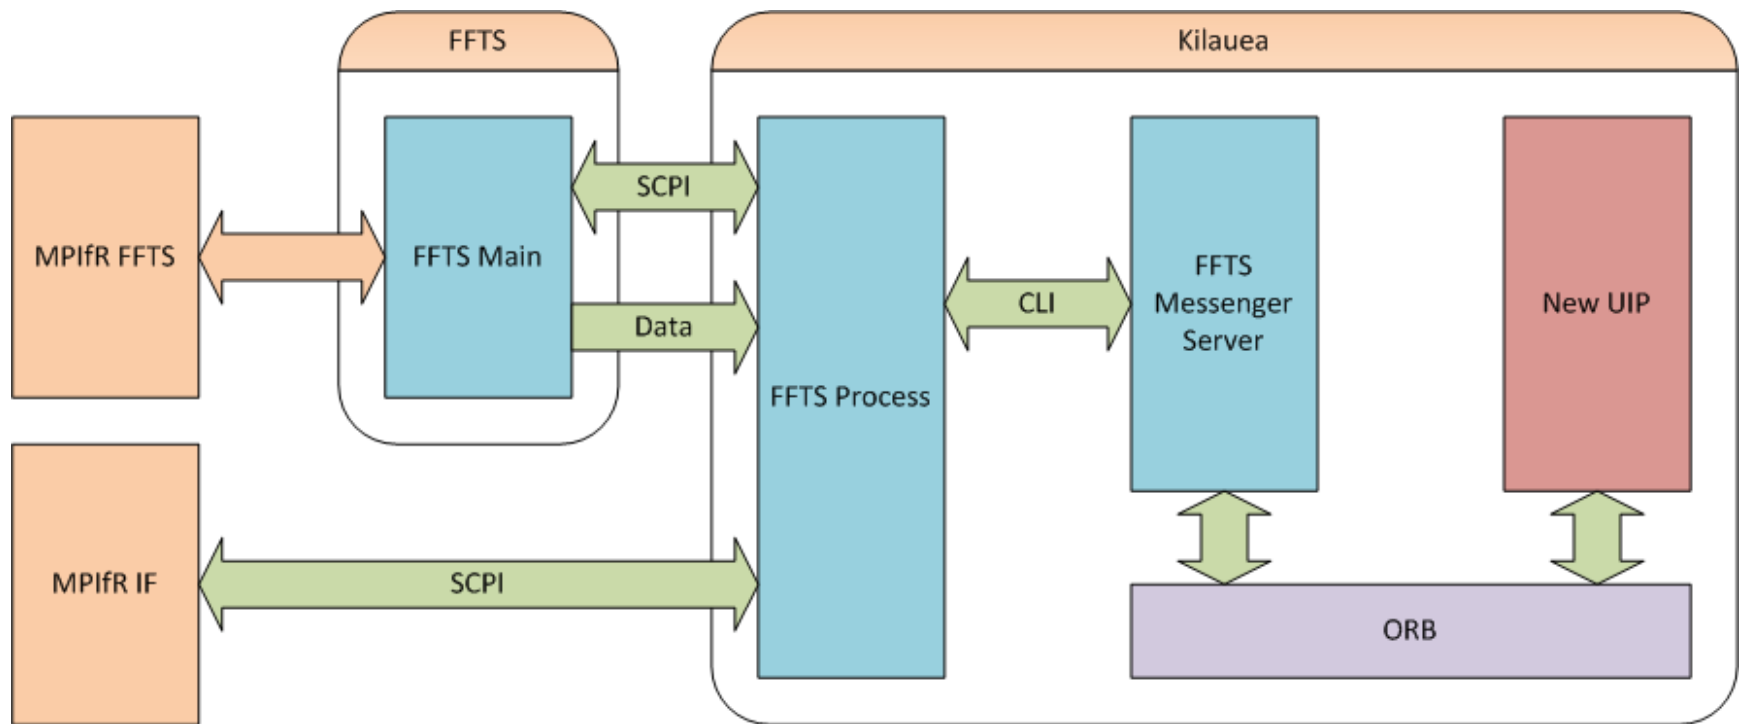 FFTS
Kilauea
MPIfR FFTS
FFTS Main
SCPI
Data
FFTS Process
CLI
FFTS
Messenger
Server
New UIP
MPIfR IF
SCPI
ORB